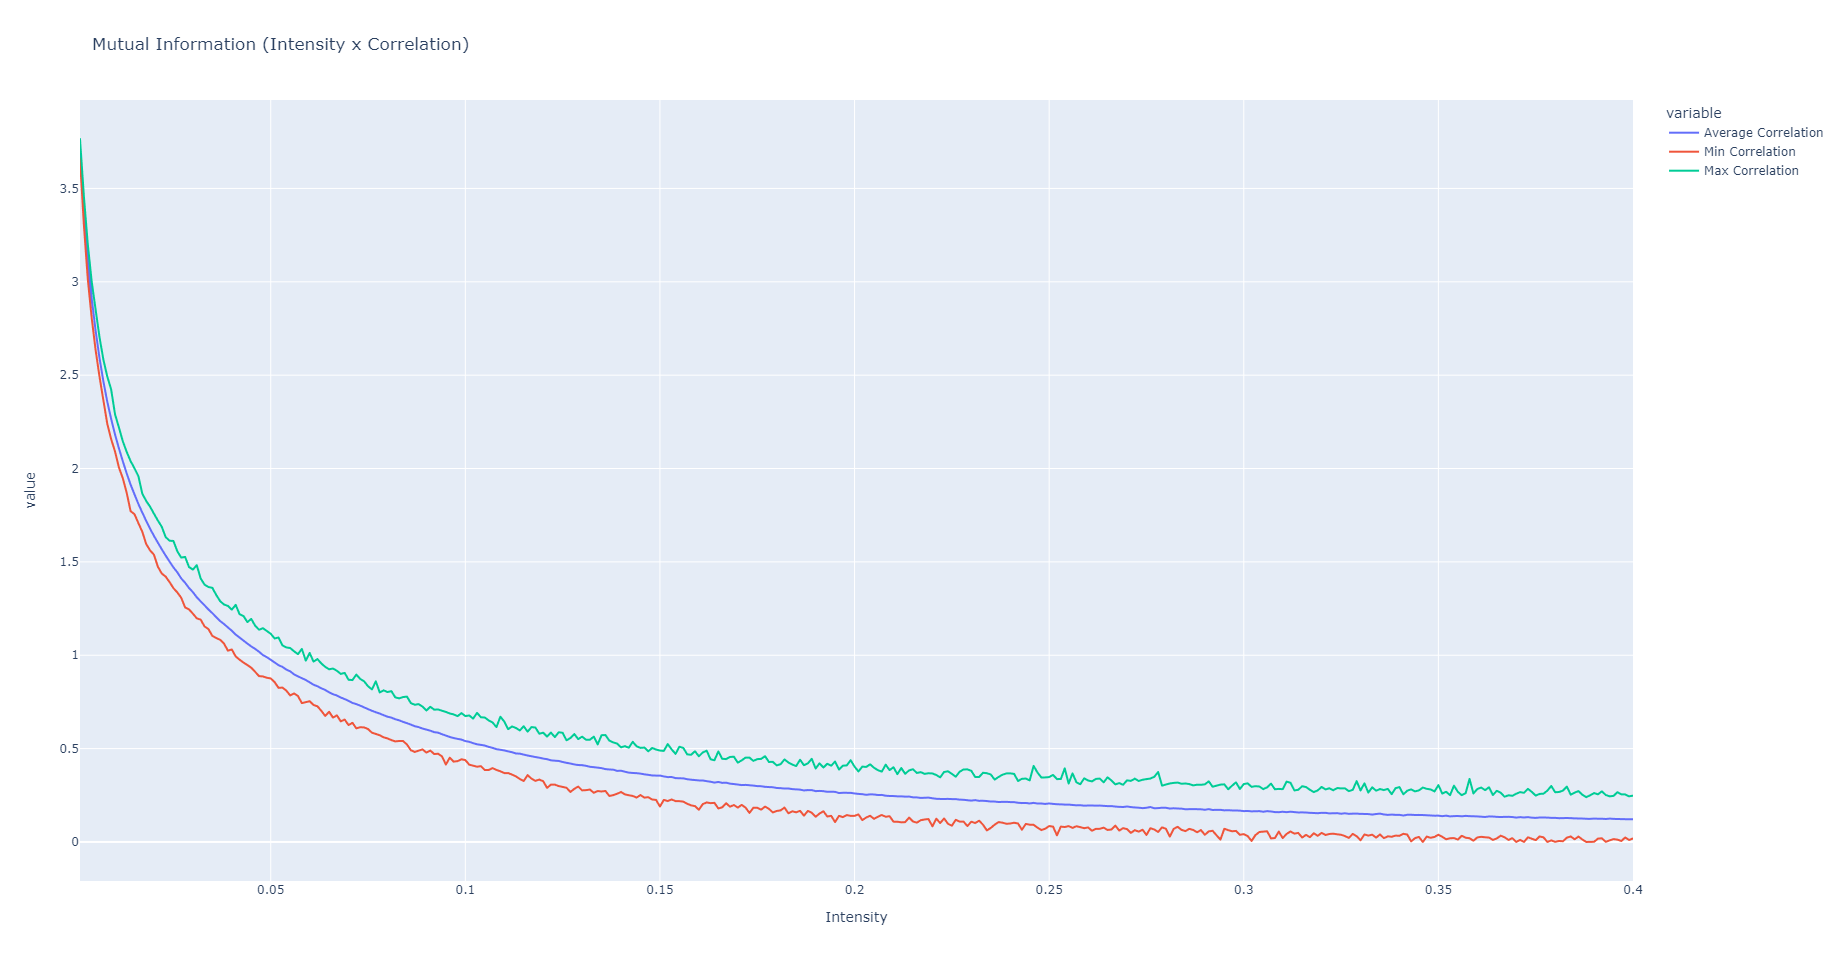 Mutual Information (Intensity x Correlation)
variable
Average Correlation
Min Correlation
Max Correlation
value
3.5
3
2.5
2
1.5
1
0.5
0
0.05
0.1
0.15
0.2
0.25
0.3
0.35
0.4
Intensity